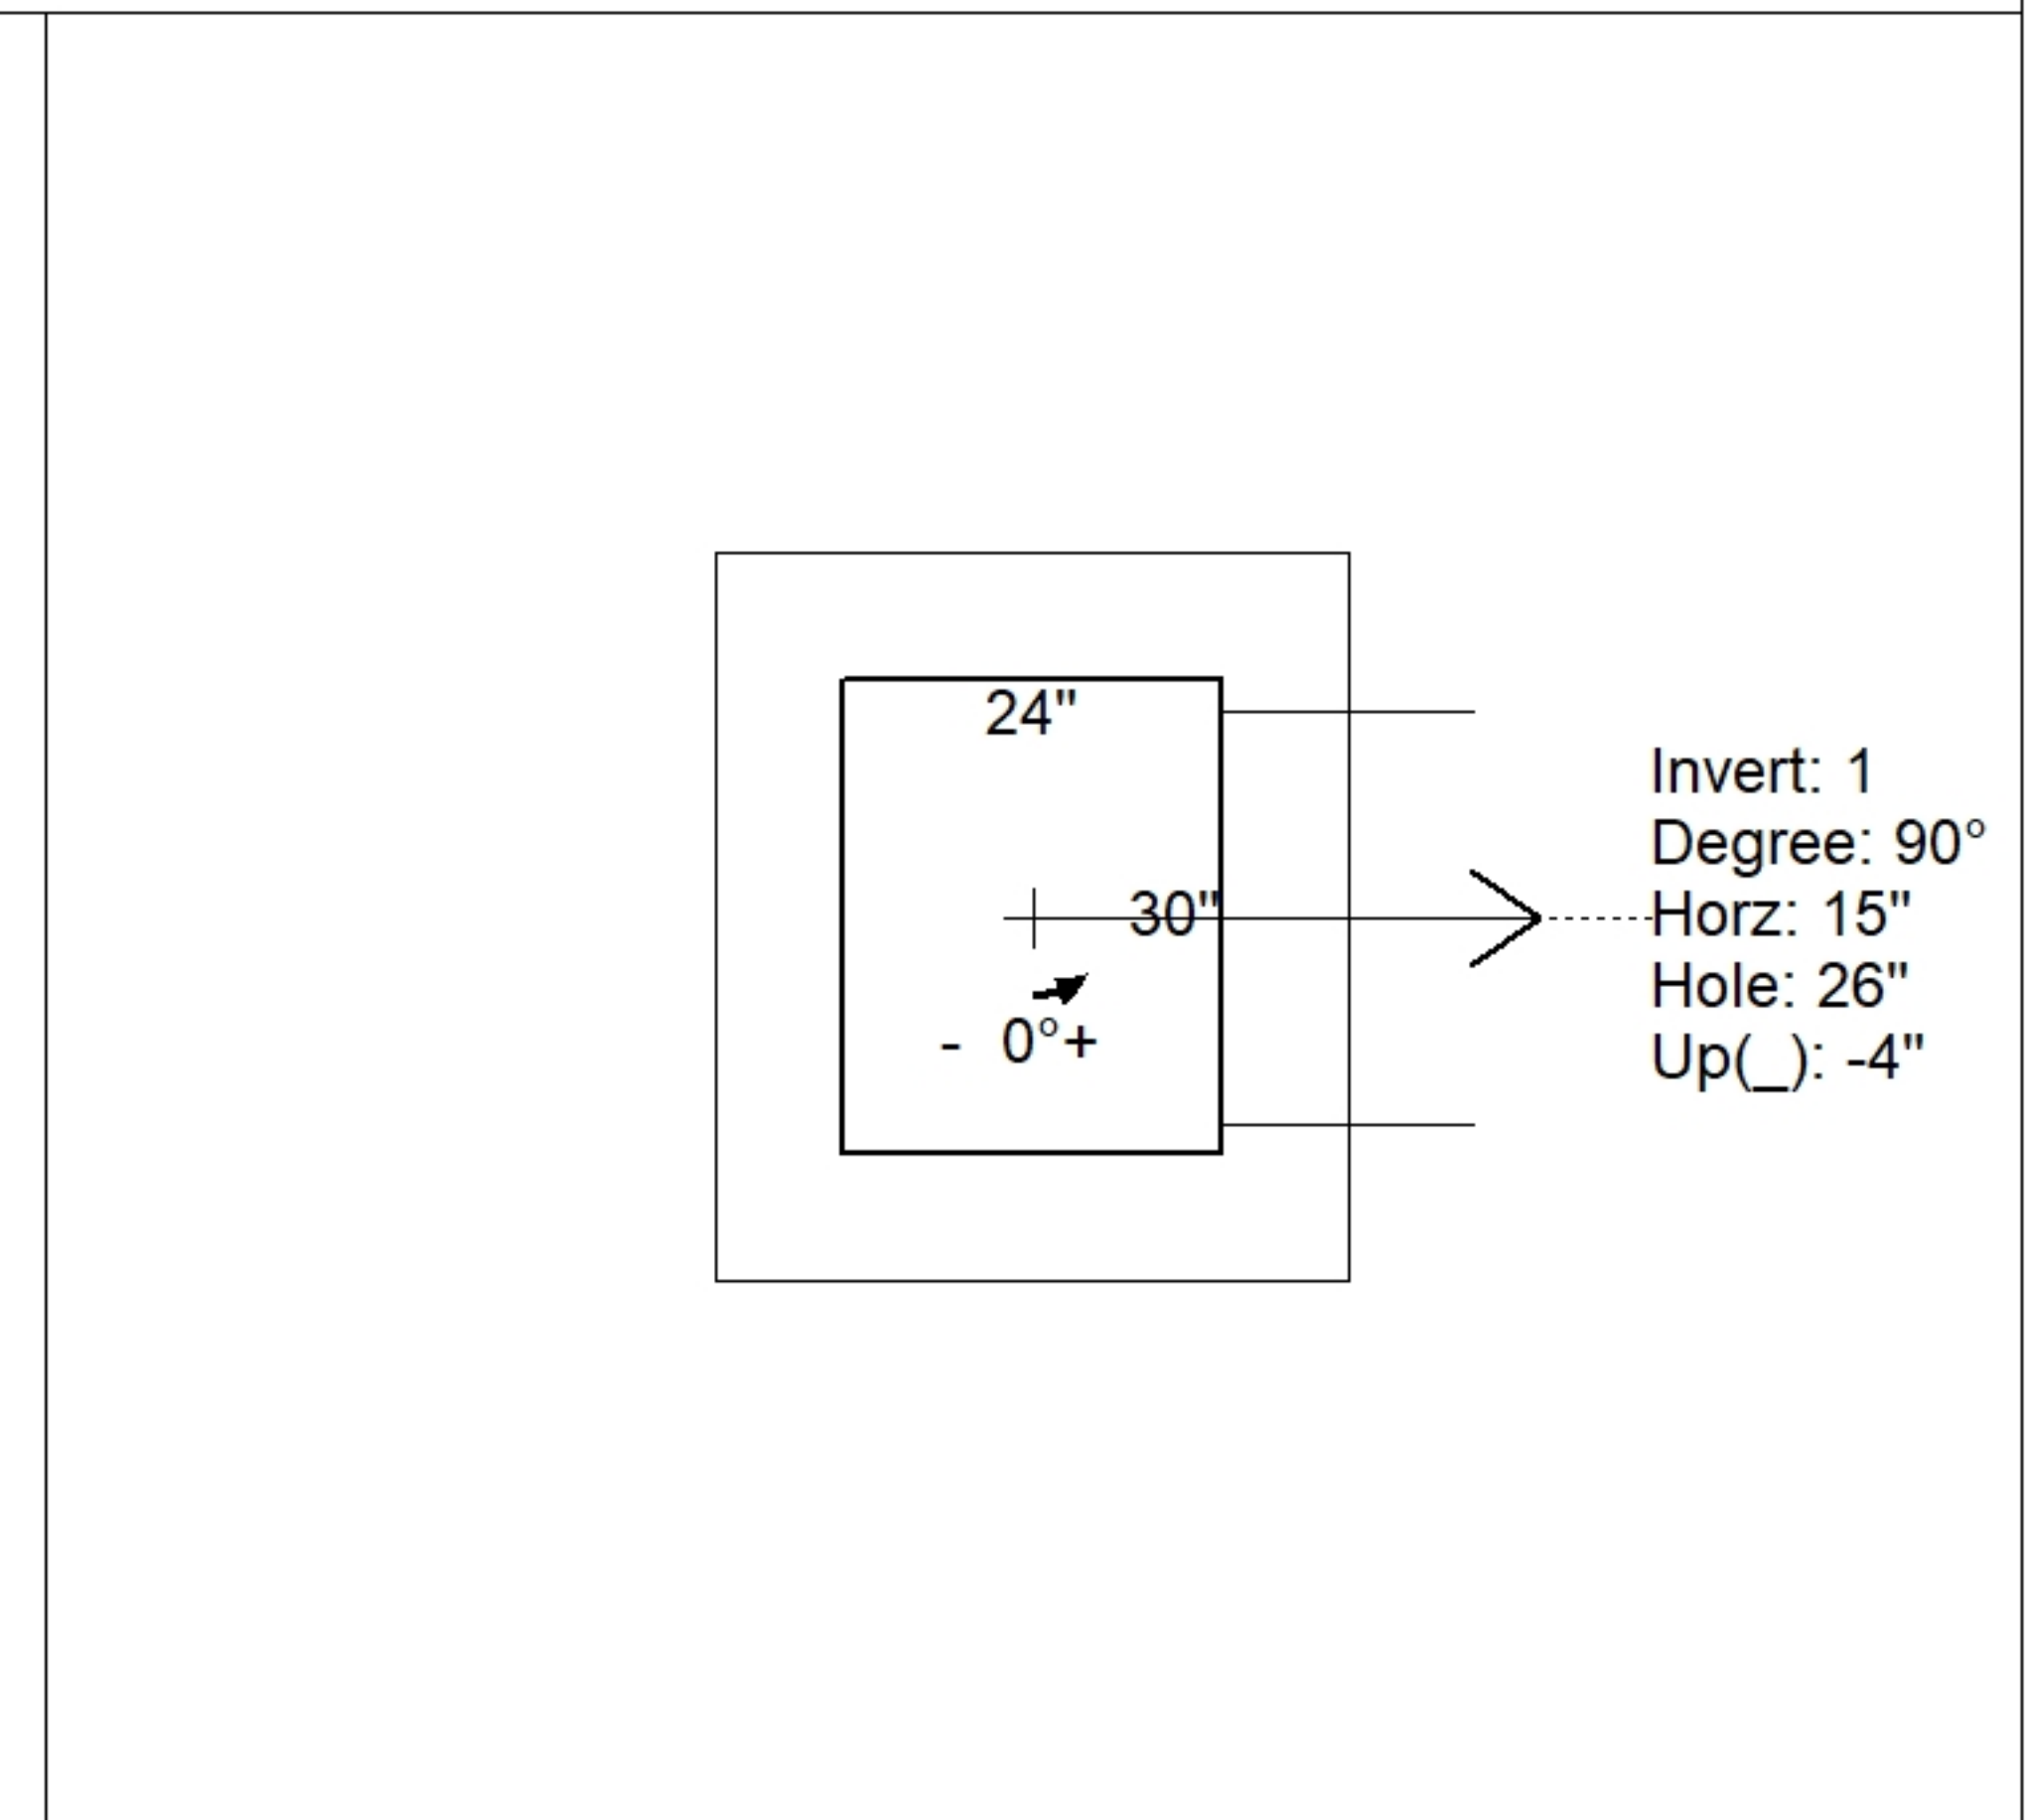 24"
30"
- 0°+
Invert: 1
Degree: 90°
Horz: 15"
Hole: 26"
Up(_): -4"